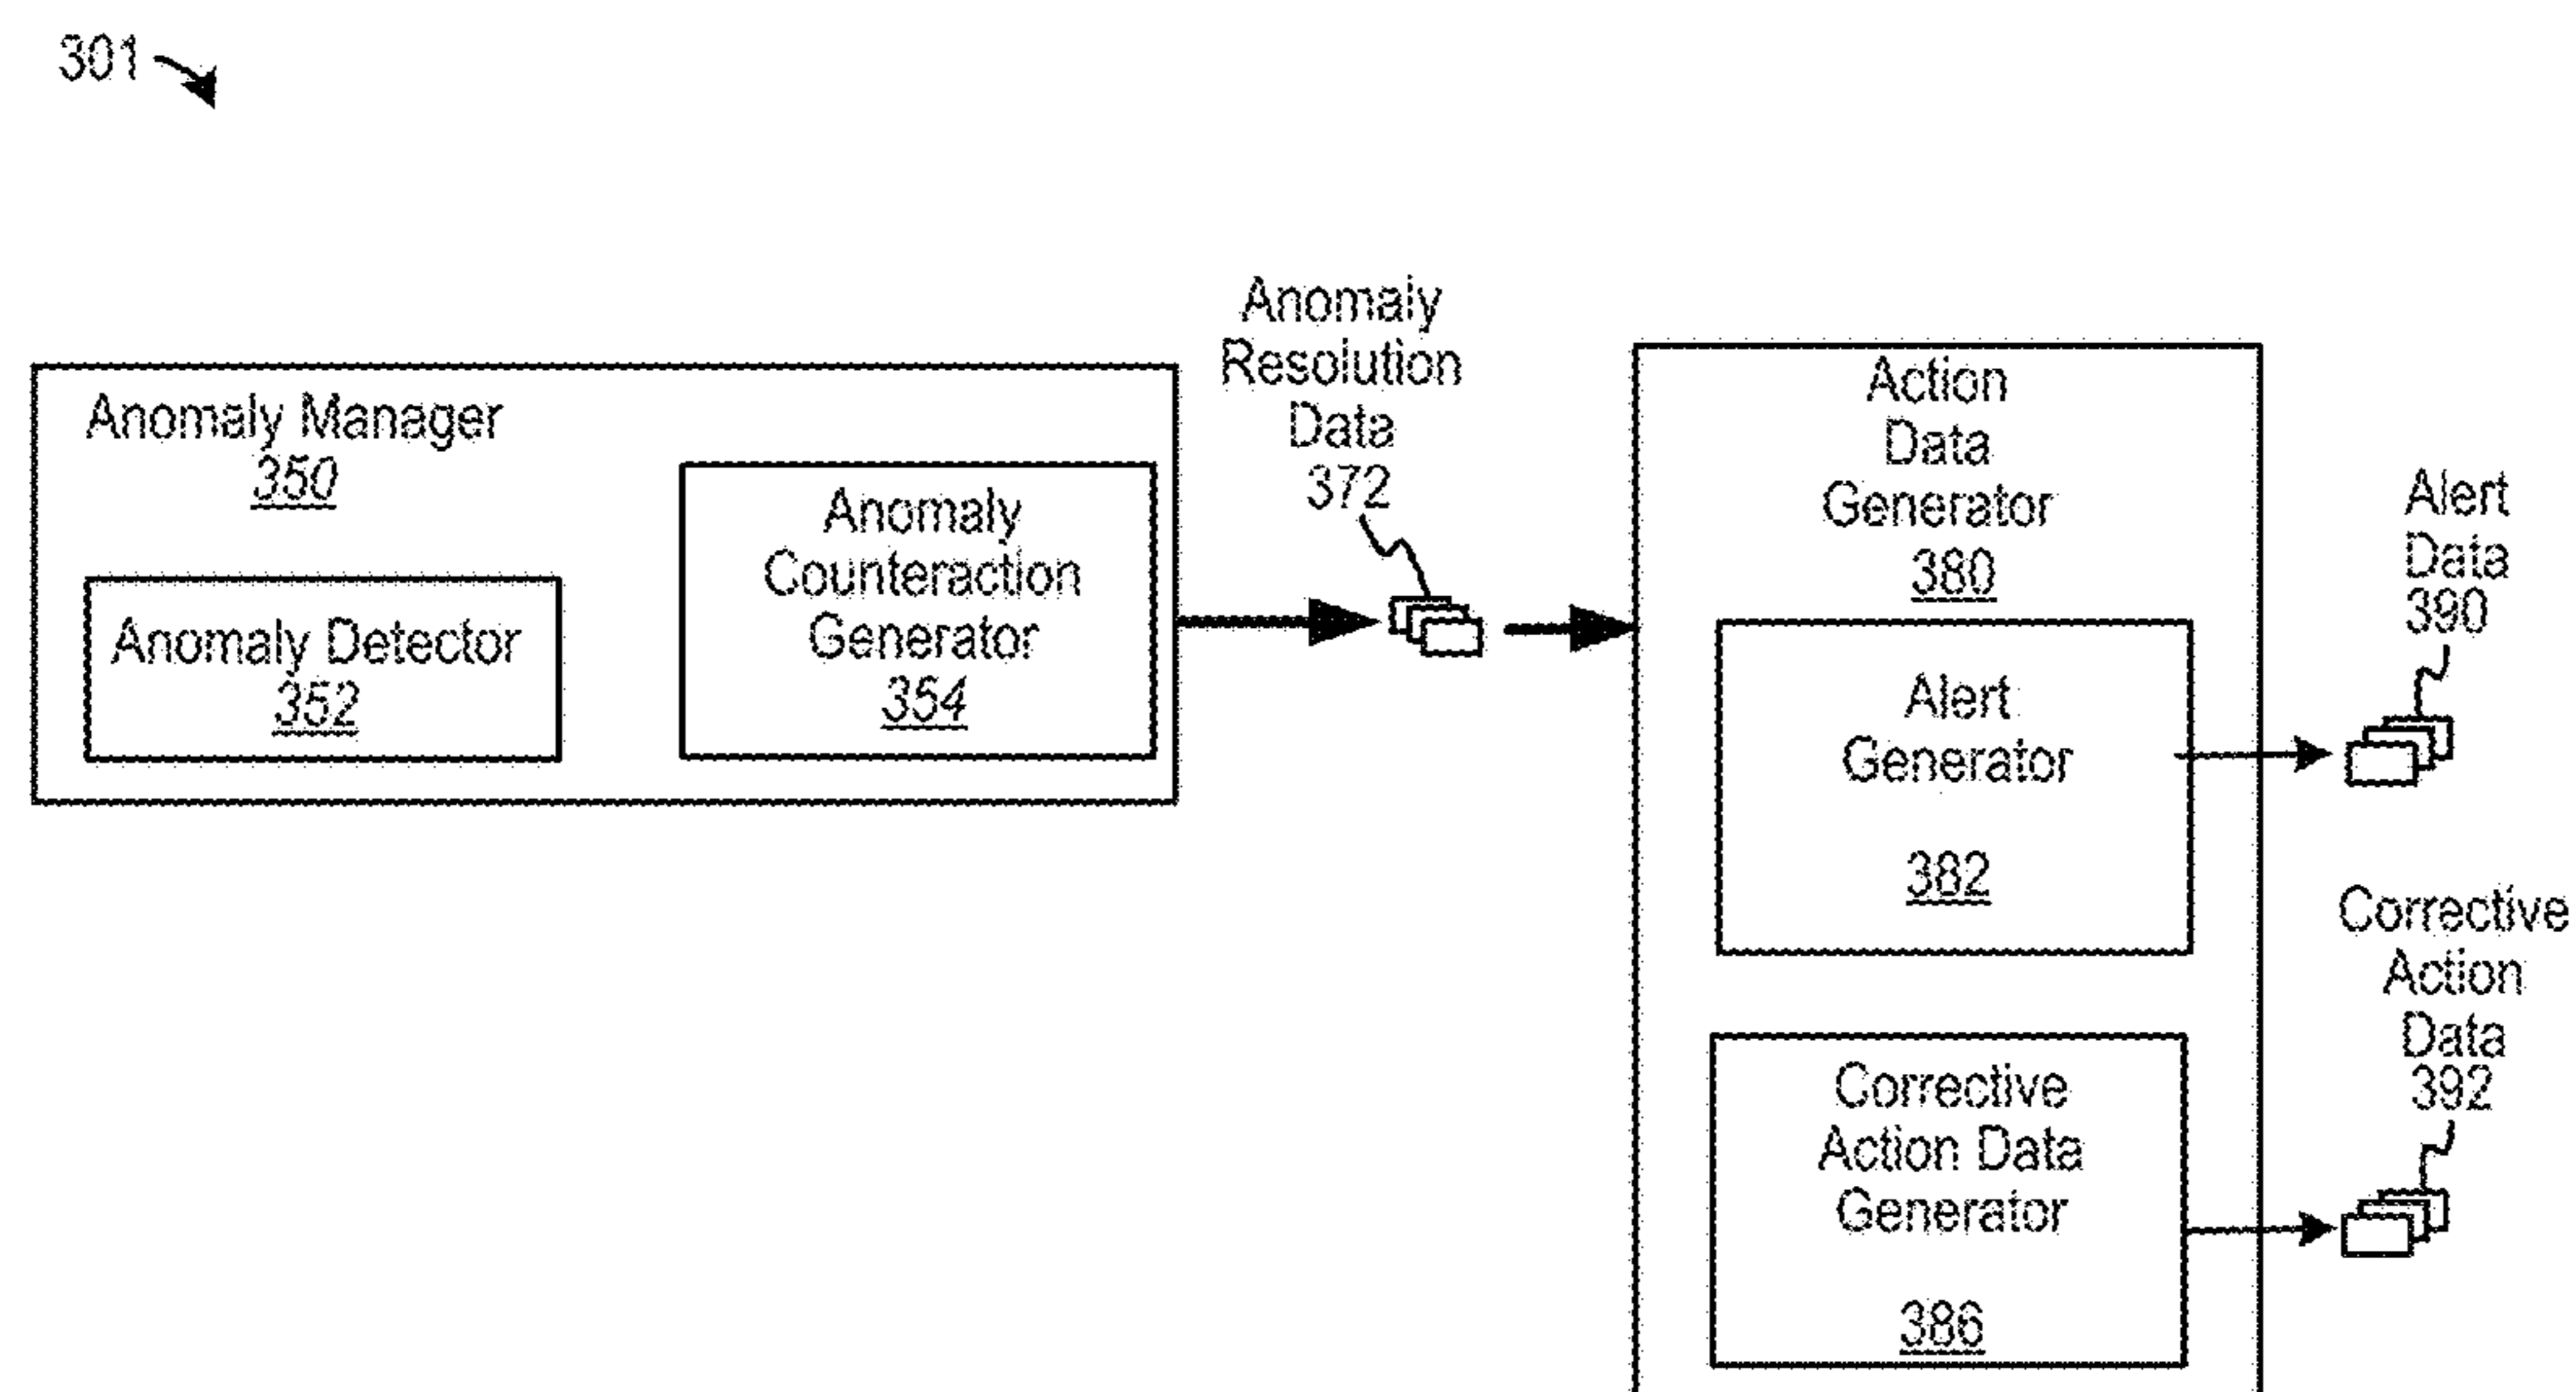 301
Anomaly Manager
350
Anomaly Detector
352
Anomaly
Counteraction
Generator
354
Anomaly
Resolution
Data
372
Action
Data
Generator
380
Alert
Generator
382
Corrective
Action Data
Generator
386
Alert
Data
390
Corrective
Action
Data
392